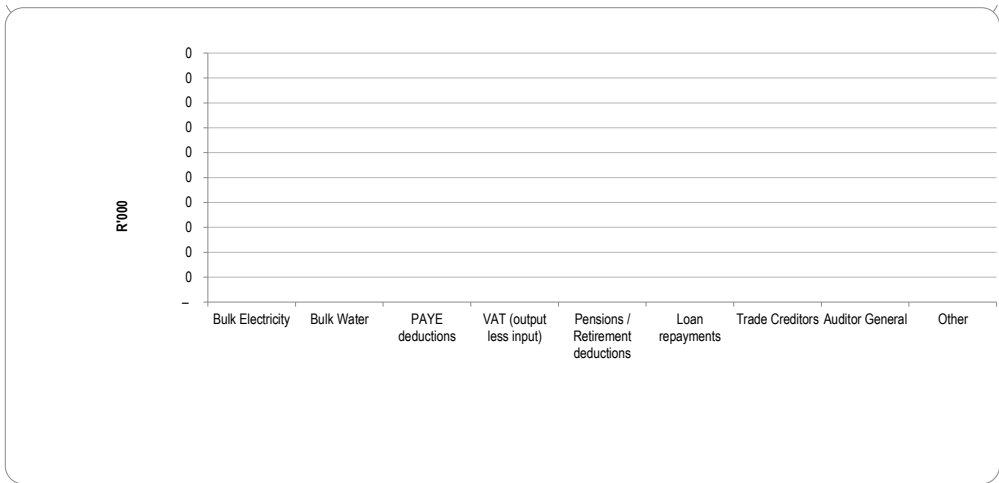 0
0
0
0
0
0
0
0
0
0
–
R'000
Bulk Electricity
Bulk Water
PAYE
deductions
VAT (output
less input)
Pensions /
Retirement
deductions
Loan
repayments
Trade Creditors
Auditor General
Other